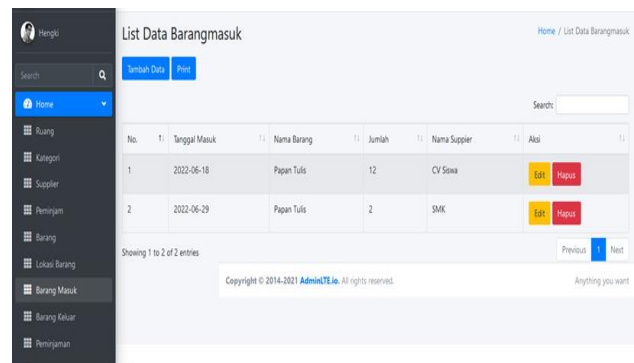 Hengki
Search
Home
Ruang
Kategori
Supplier
Peminjam
Barang
Lokasi Barang
Barang Masuk
Barang Keluar
Peminjaman
List Data Barangmasuk
Home / List Data Barangmasuk
Tambah Data Print
Search:
No. Tanggal Masuk Nama Barang Jumlah Nama Suppier Aksi
1 2022-06-18 Papan Tulis 12 CV Siswa Edit Hapus
2 2022-06-29 Papan Tulis 2 SMK Edit Hapus
Showing 1 to 2 of 2 entries
Previous 1 Next
Copyright © 2014-2021 AdminLTE.io. All rights reserved.
Anything you want